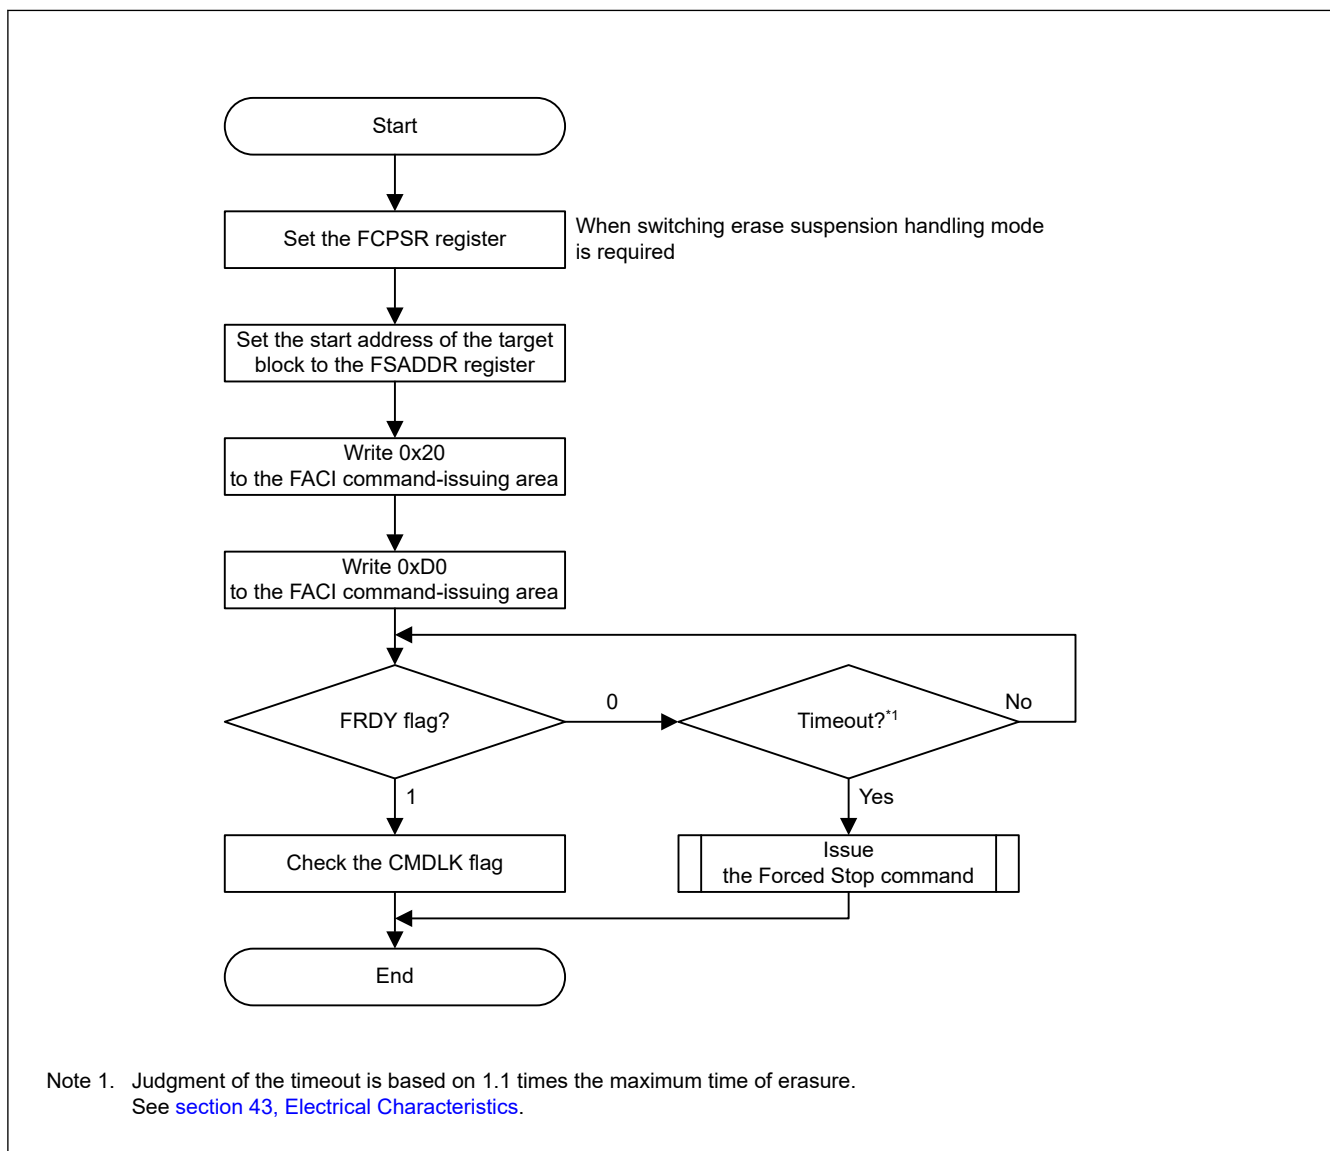 Start
Set the FCPSR register
When switching erase suspension handling mode
is required
Set the start address of the target
block to the FSADDR register
Write 0x20
to the FACI command-issuing area
Write 0xD0
to the FACI command-issuing area
FRDY flag?
0
Timeout?*1
No
1
Yes
Check the CMDLK flag
Issue
the Forced Stop command
End
Note 1. Judgment of the timeout is based on 1.1 times the maximum time of erasure.
See section 43, Electrical Characteristics.